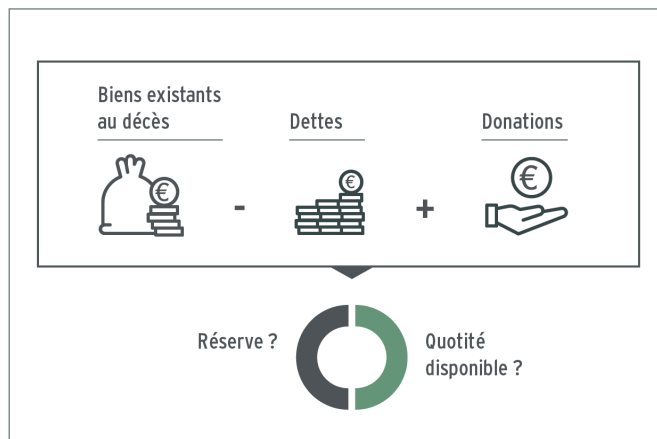 Biens existants
au décès
Dettes
Donations
€
-
€
+
€
Réserve ?
Quotité
disponible ?